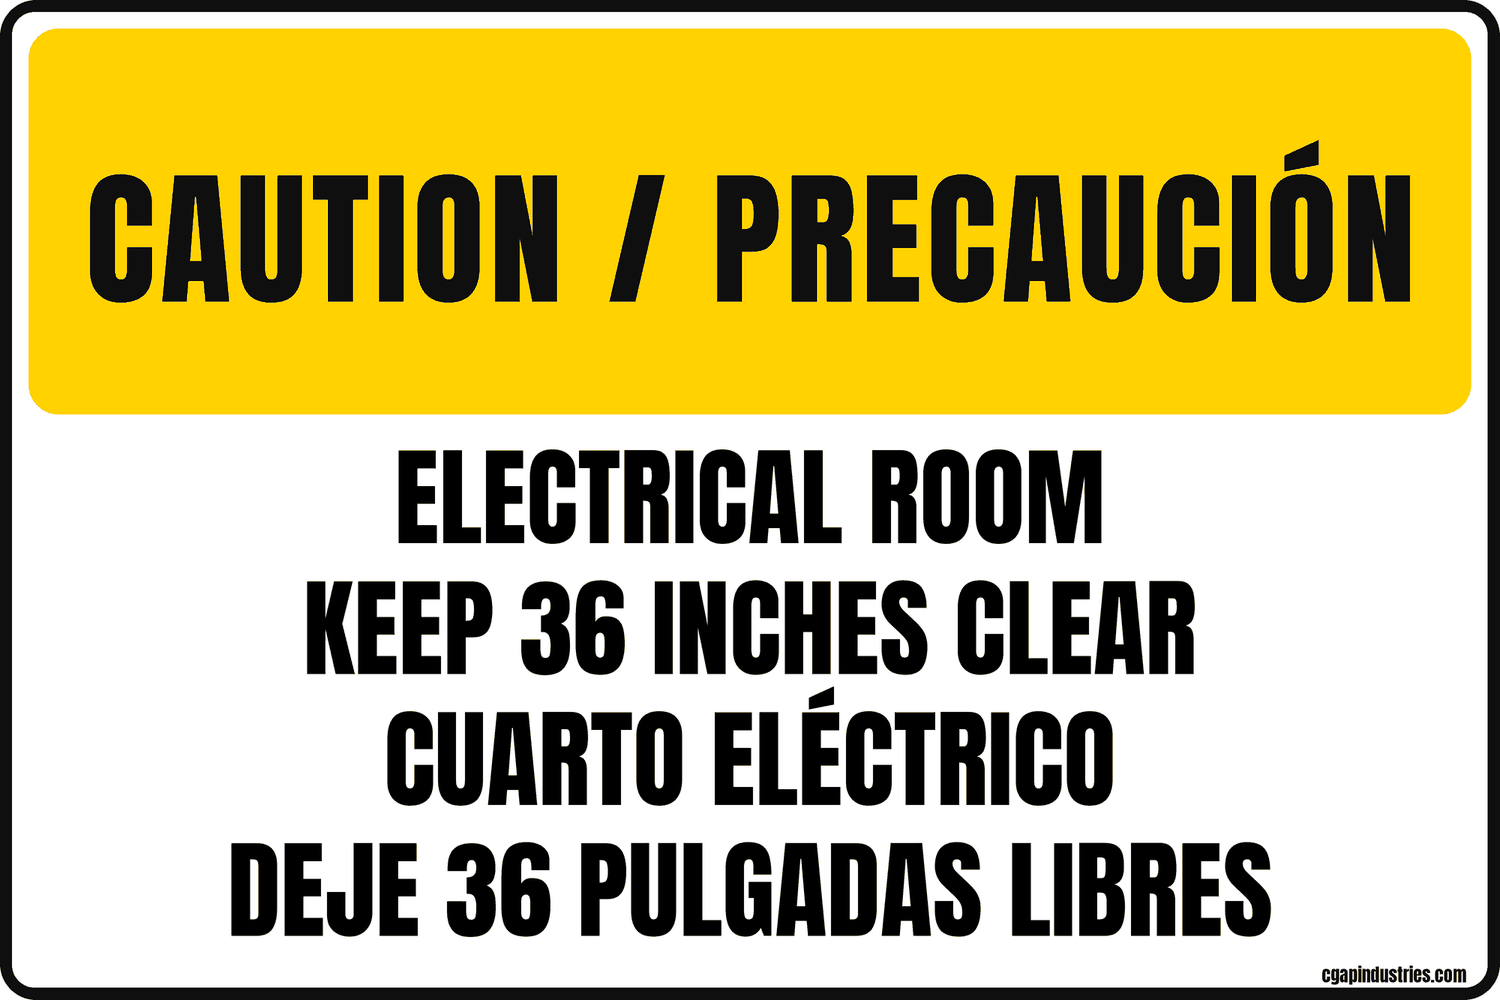 CAUTION / PRECAUCIÓN
ELECTRICAL ROOM
KEEP 36 INCHES CLEAR
CUARTO ELÉCTRICO
DEJE 36 PULGADAS LIBRES
cgapindustries.com